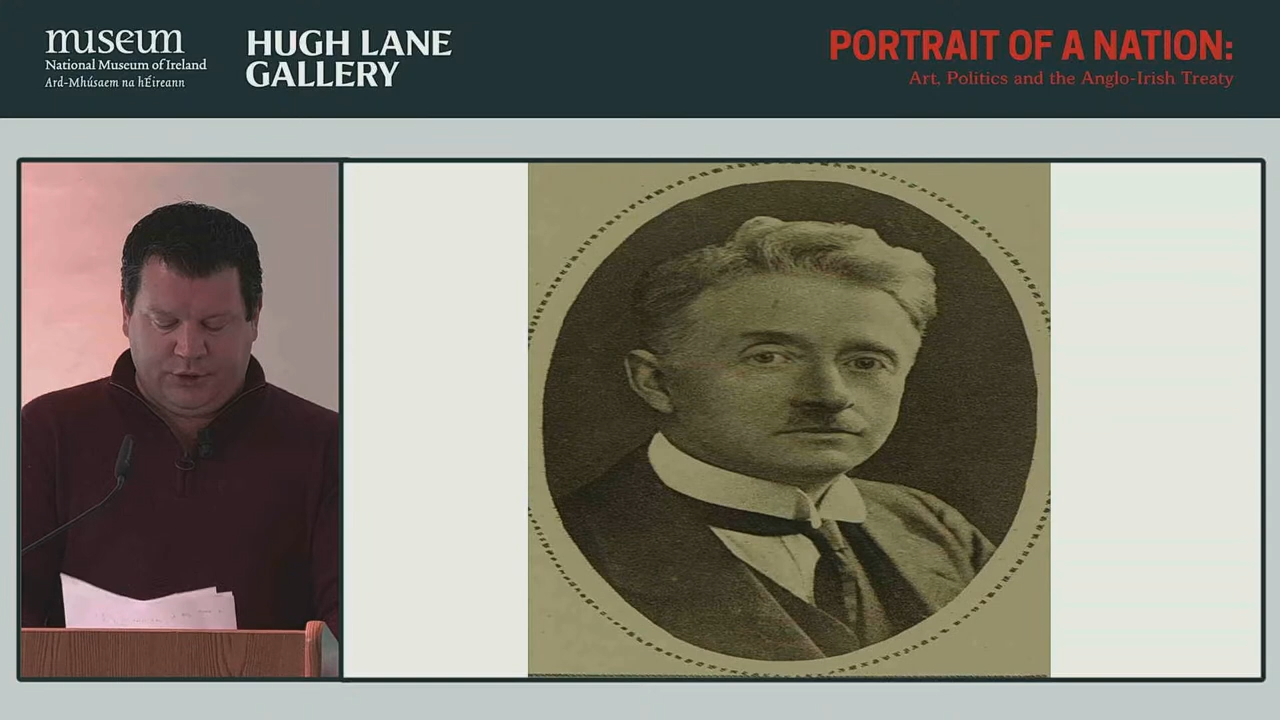 museum
National Museum of Ireland
Ard-Mhúsaem na hÉireann
HUGH LANE
GALLERY
PORTRAIT OF A NATION:
Art, Politics and the Anglo-Irish Treaty